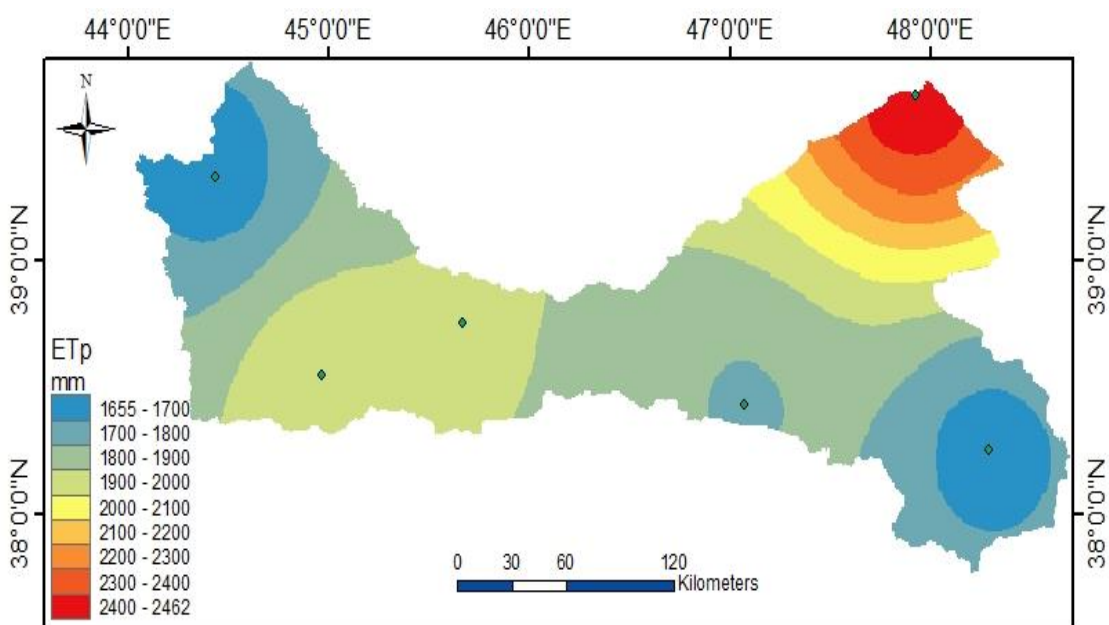 44°0'0"E 45°0'0"E 46°0'0"E 47°0'0"E 48°0'0"E
N
39°0'0"N 39°0'0"N
38°0'0"N 38°0'0"N
ETp
mm
1655 - 1700
1700 - 1800
1800 - 1900
1900 - 2000
2000 - 2100
2100 - 2200
2200 - 2300
2300 - 2400
2400 - 2462
0 30 60 120
Kilometers